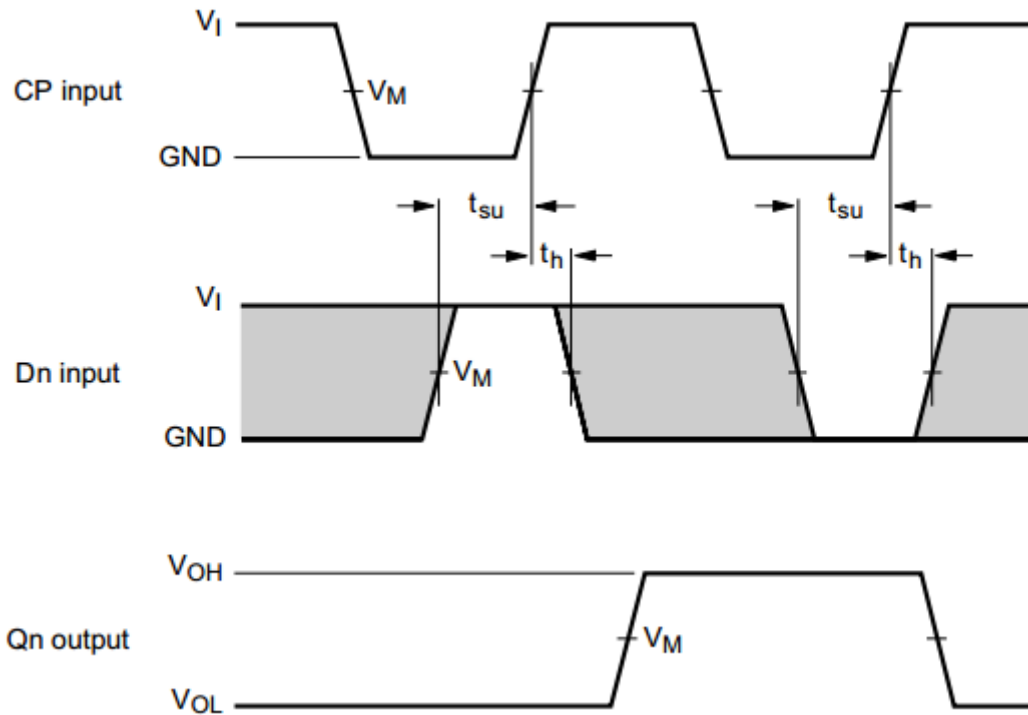 VI
CP input
VM
GND
tsu
tsu
th
th
VI
Dn input
VM
GND
VOH
Qn output
VM
VOL